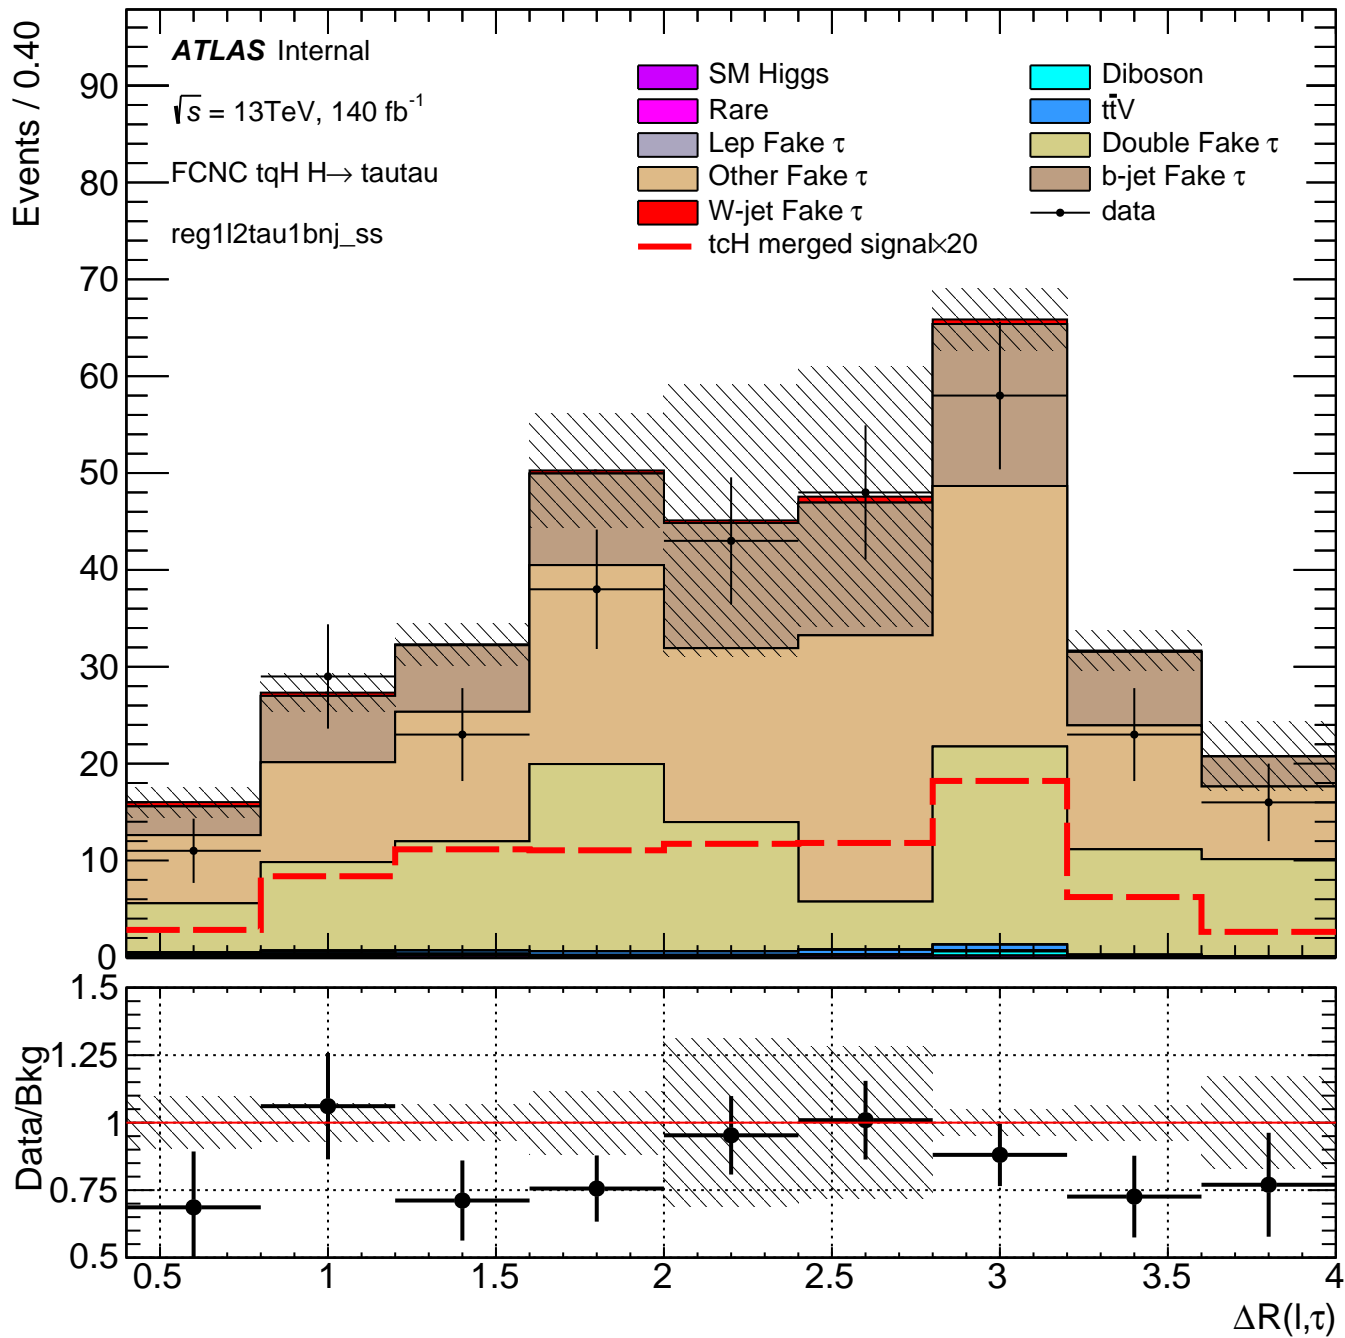 Events / 0.40
ATLAS Internal
√s = 13TeV, 140 fb⁻¹
FCNC tqH H→ tautau
reg1l2tau1bnj_ss
SM Higgs
Rare
Lep Fake τ
Other Fake τ
W-jet Fake τ
tcH merged signal×20
Diboson
tt̄V
Double Fake τ
b-jet Fake τ
data
90
80
70
60
50
40
30
20
10
0
Data/Bkg
1.5
1.25
1
0.75
0.5
0.5 1 1.5 2 2.5 3 3.5 4
ΔR(l,τ)